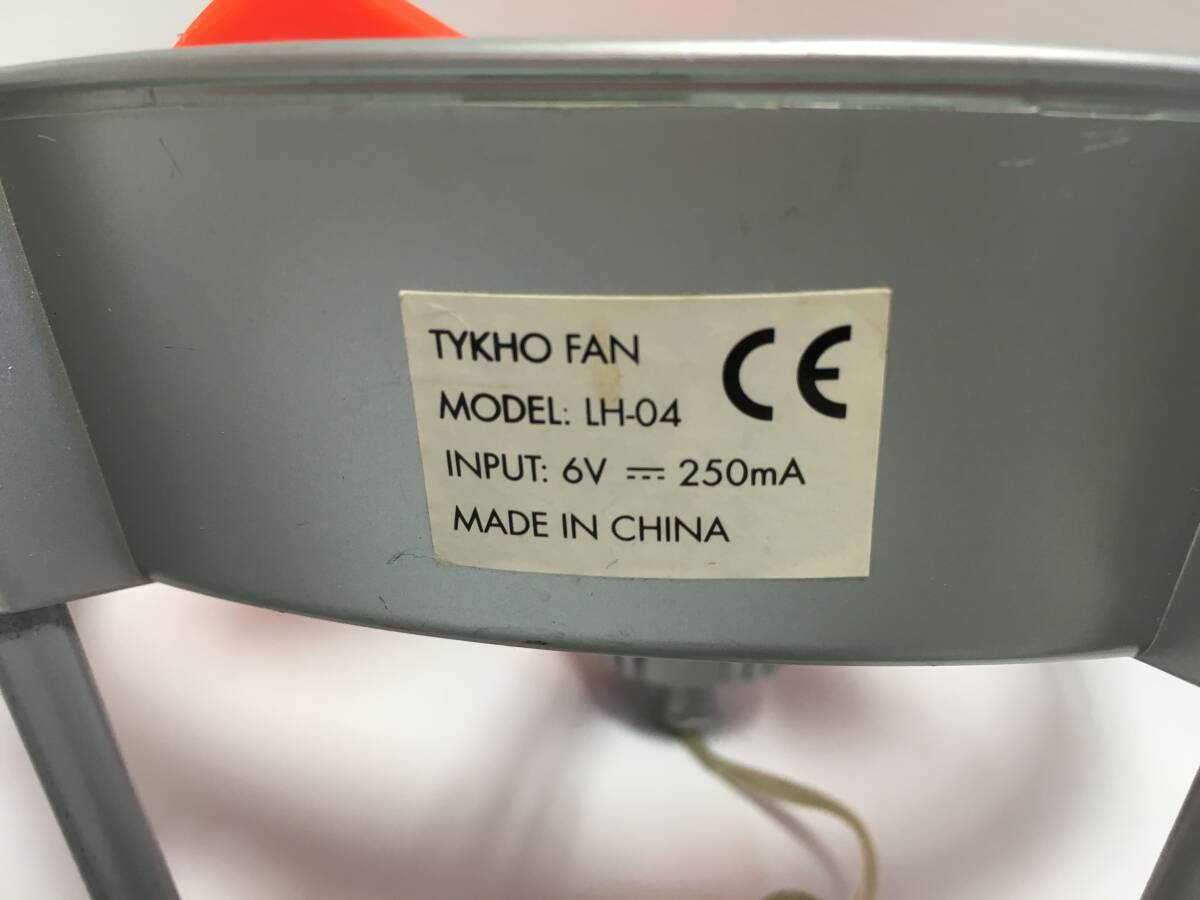 TYKHO FAN CE
MODEL: LH-04
INPUT: 6V ⎓ 250mA
MADE IN CHINA